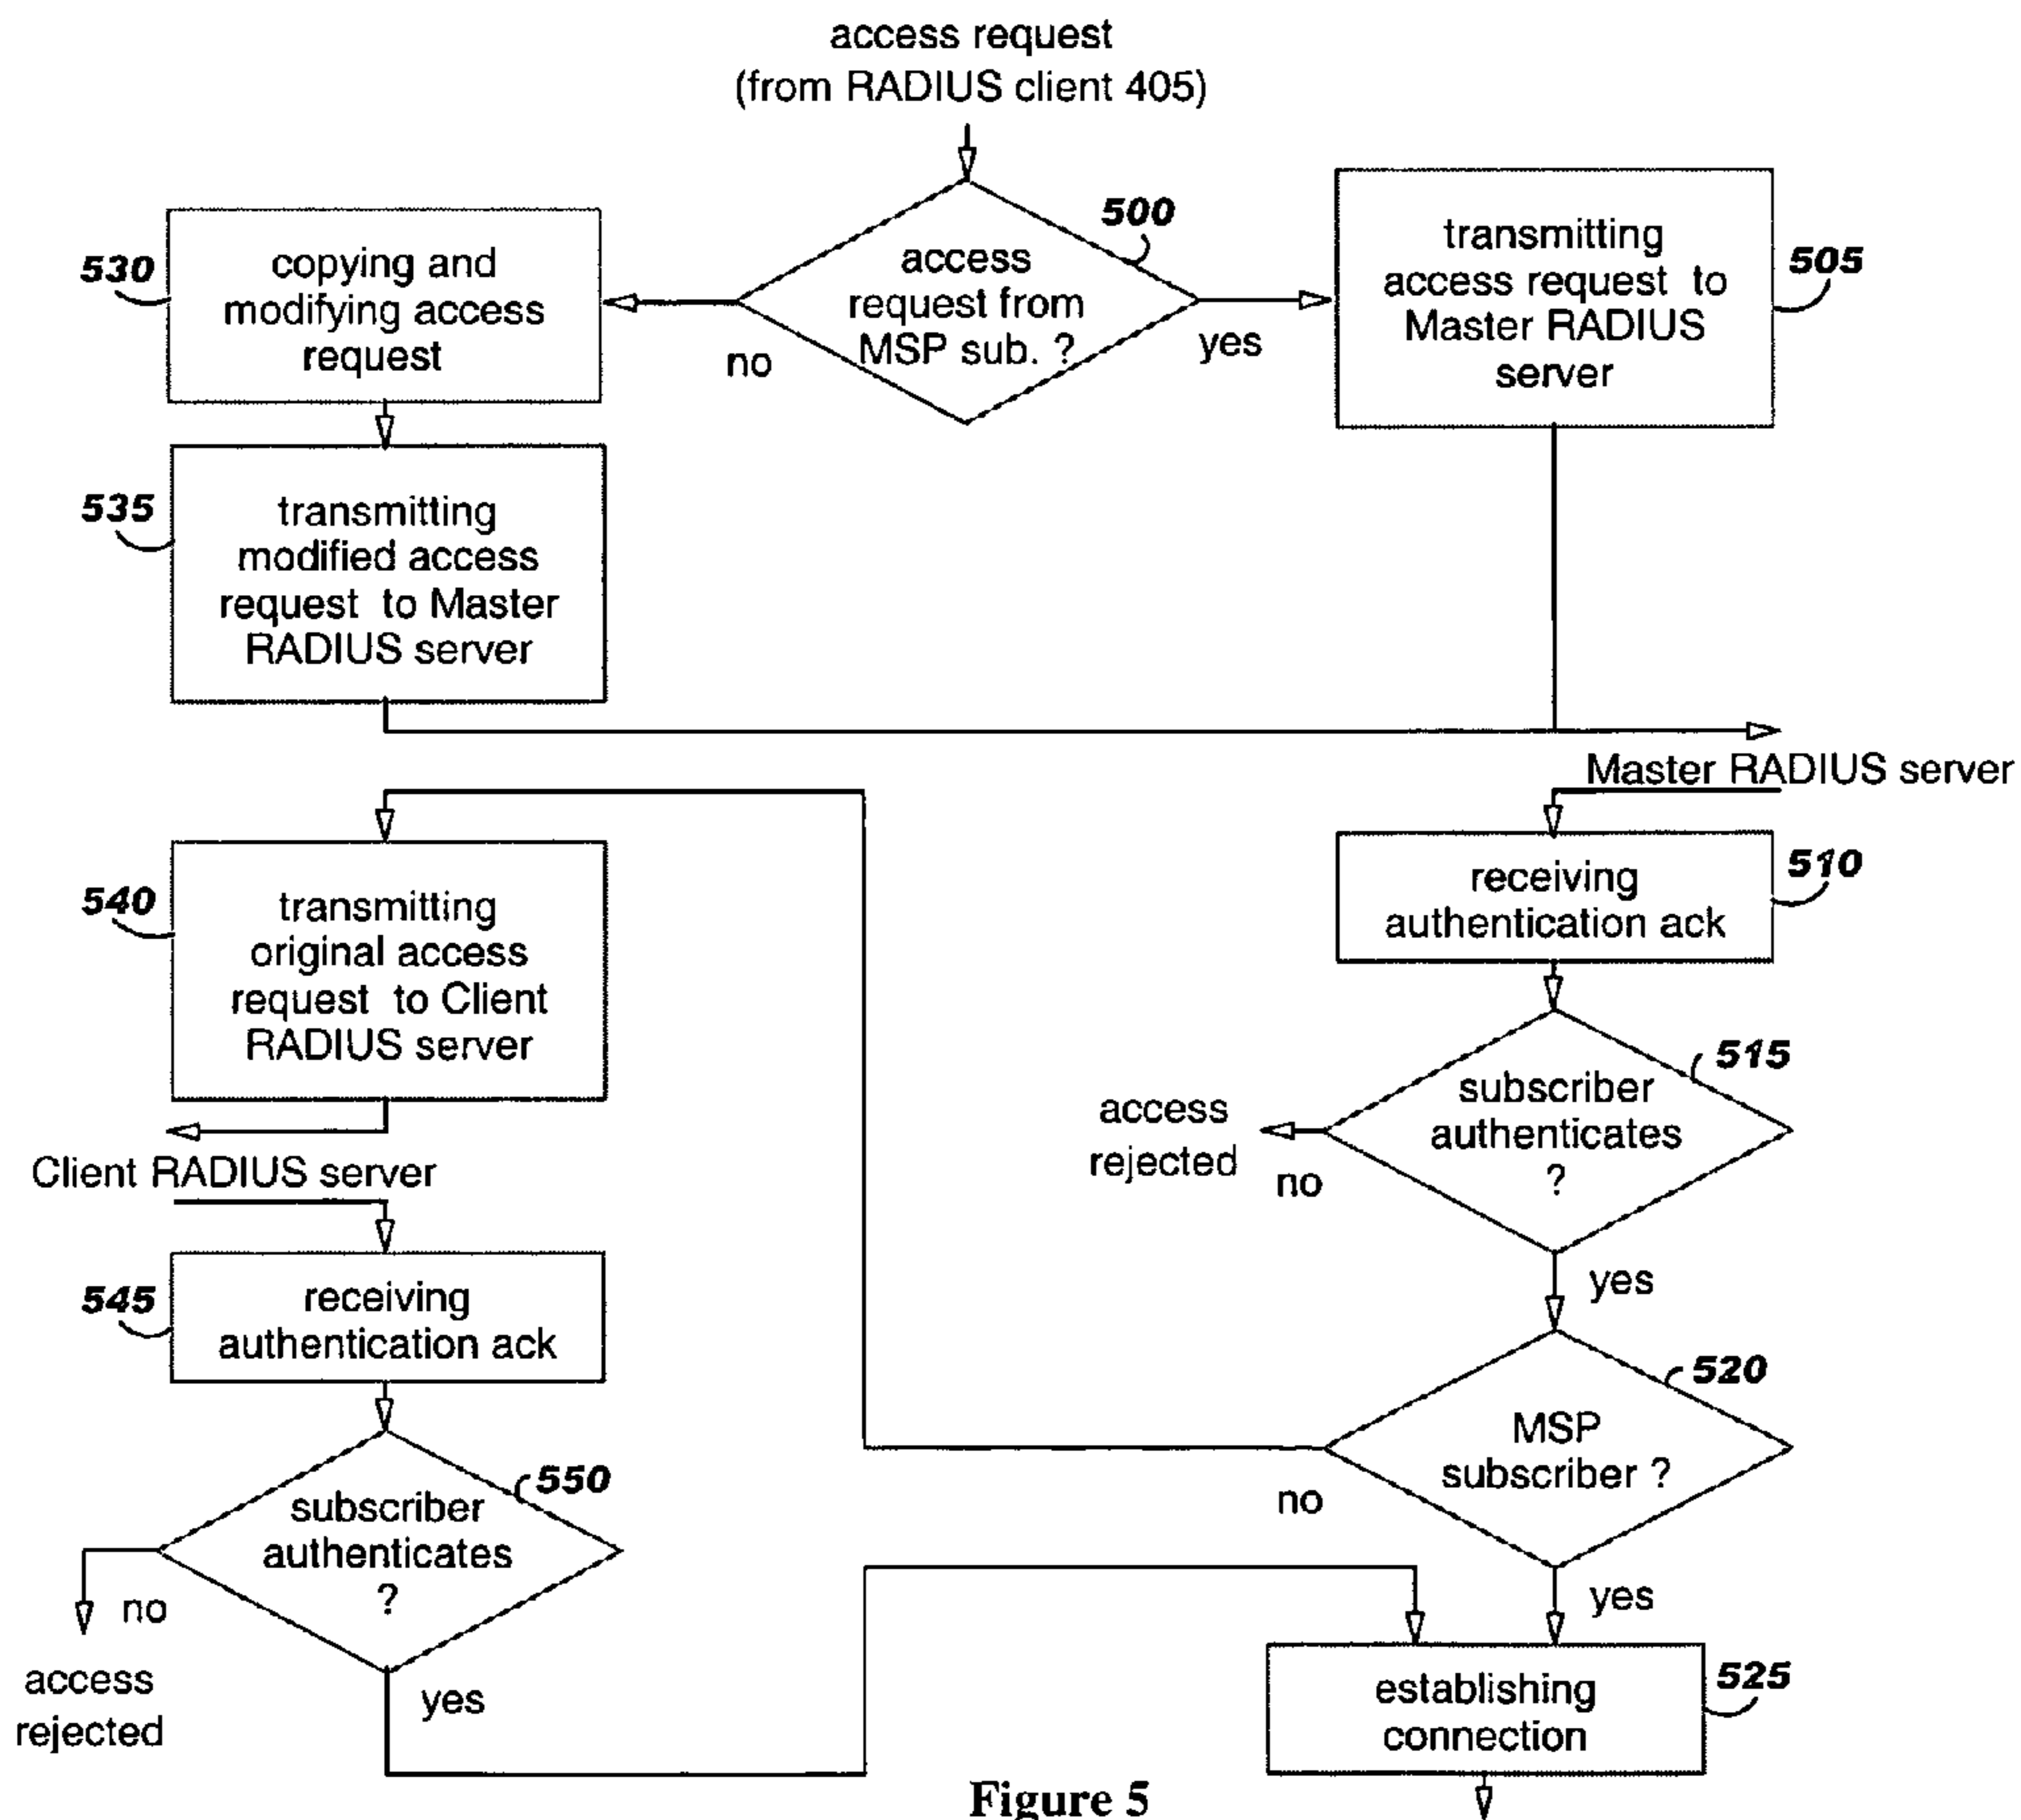 access request
(from RADIUS client 405)
500
access
request from
MSP sub. ?
no
yes
530
copying and
modifying access
request
transmitting
access request to
Master RADIUS
server
505
535
transmitting
modified access
request to Master
RADIUS server
Master RADIUS server
540
transmitting
original access
request to Client
RADIUS server
receiving
authentication ack
510
515
subscriber
authenticates
?
access
rejected
no
yes
Client RADIUS server
545
receiving
authentication ack
520
MSP
subscriber ?
no
yes
550
subscriber
authenticates
?
no
access
rejected
yes
establishing
connection
525
Figure 5